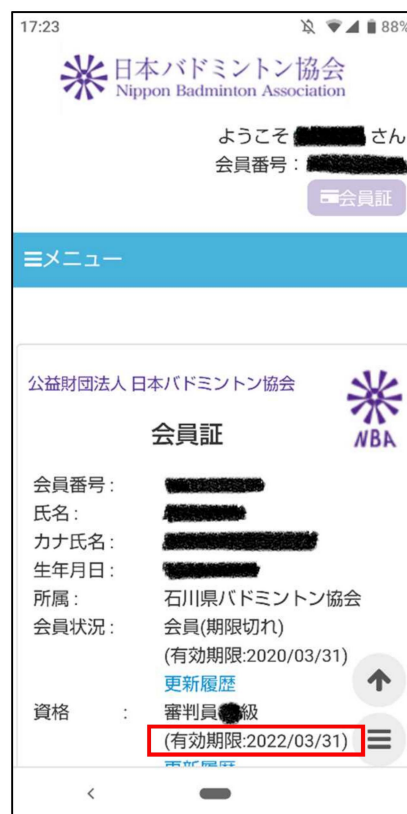 17:23 88%
日本バドミントン協会
Nippon Badminton Association
ようこそ さん
会員番号:
会員証
≡メニュー
公益財団法人 日本バドミントン協会
NBA
会員証
会員番号:
氏名:
カナ氏名:
生年月日:
所属: 石川県バドミントン協会
会員状況: 会員(期限切れ)
(有効期限:2020/03/31)
更新履歴
資格 : 審判員 級
(有効期限:2022/03/31)
更新履歴